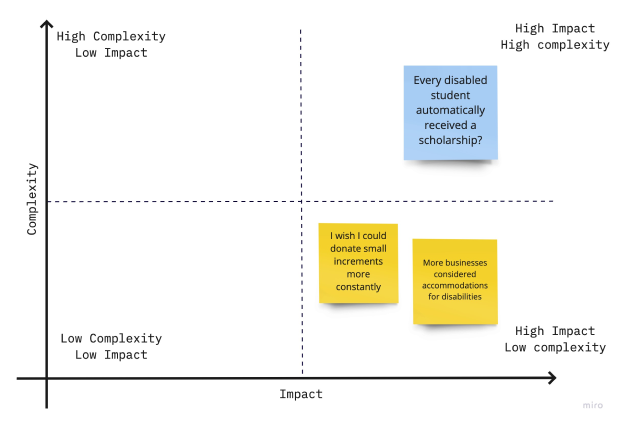 High Complexity
Low Impact
High Impact
High complexity
Every disabled
student
automatically
received a
scholarship?
Complexity
I wish I could
donate small
increments
more
constantly
More businesses
considered
accommodations
for disabilities
Low Complexity
Low Impact
High Impact
Low complexity
Impact
miro